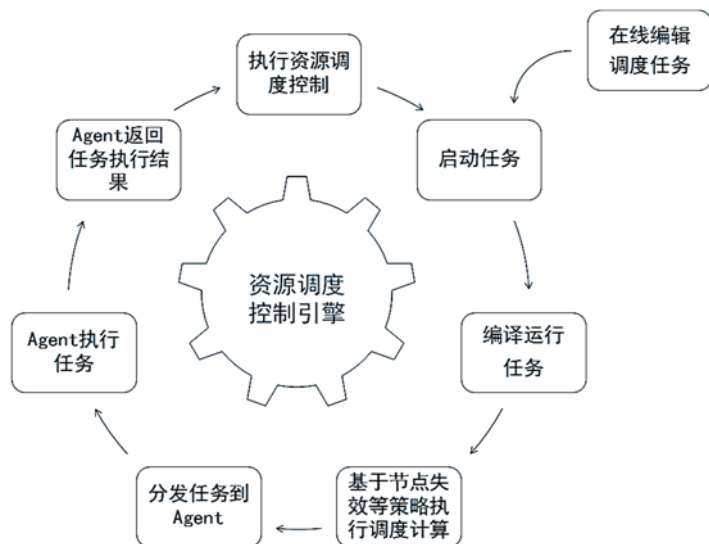 执行资源调
度控制
在线编辑
调度任务
启动任务
编译运行
任务
基于节点失
效等策略执
行调度计算
分发任务到
Agent
Agent执行
任务
Agent返回
任务执行结
果
资源调度
控制引擎